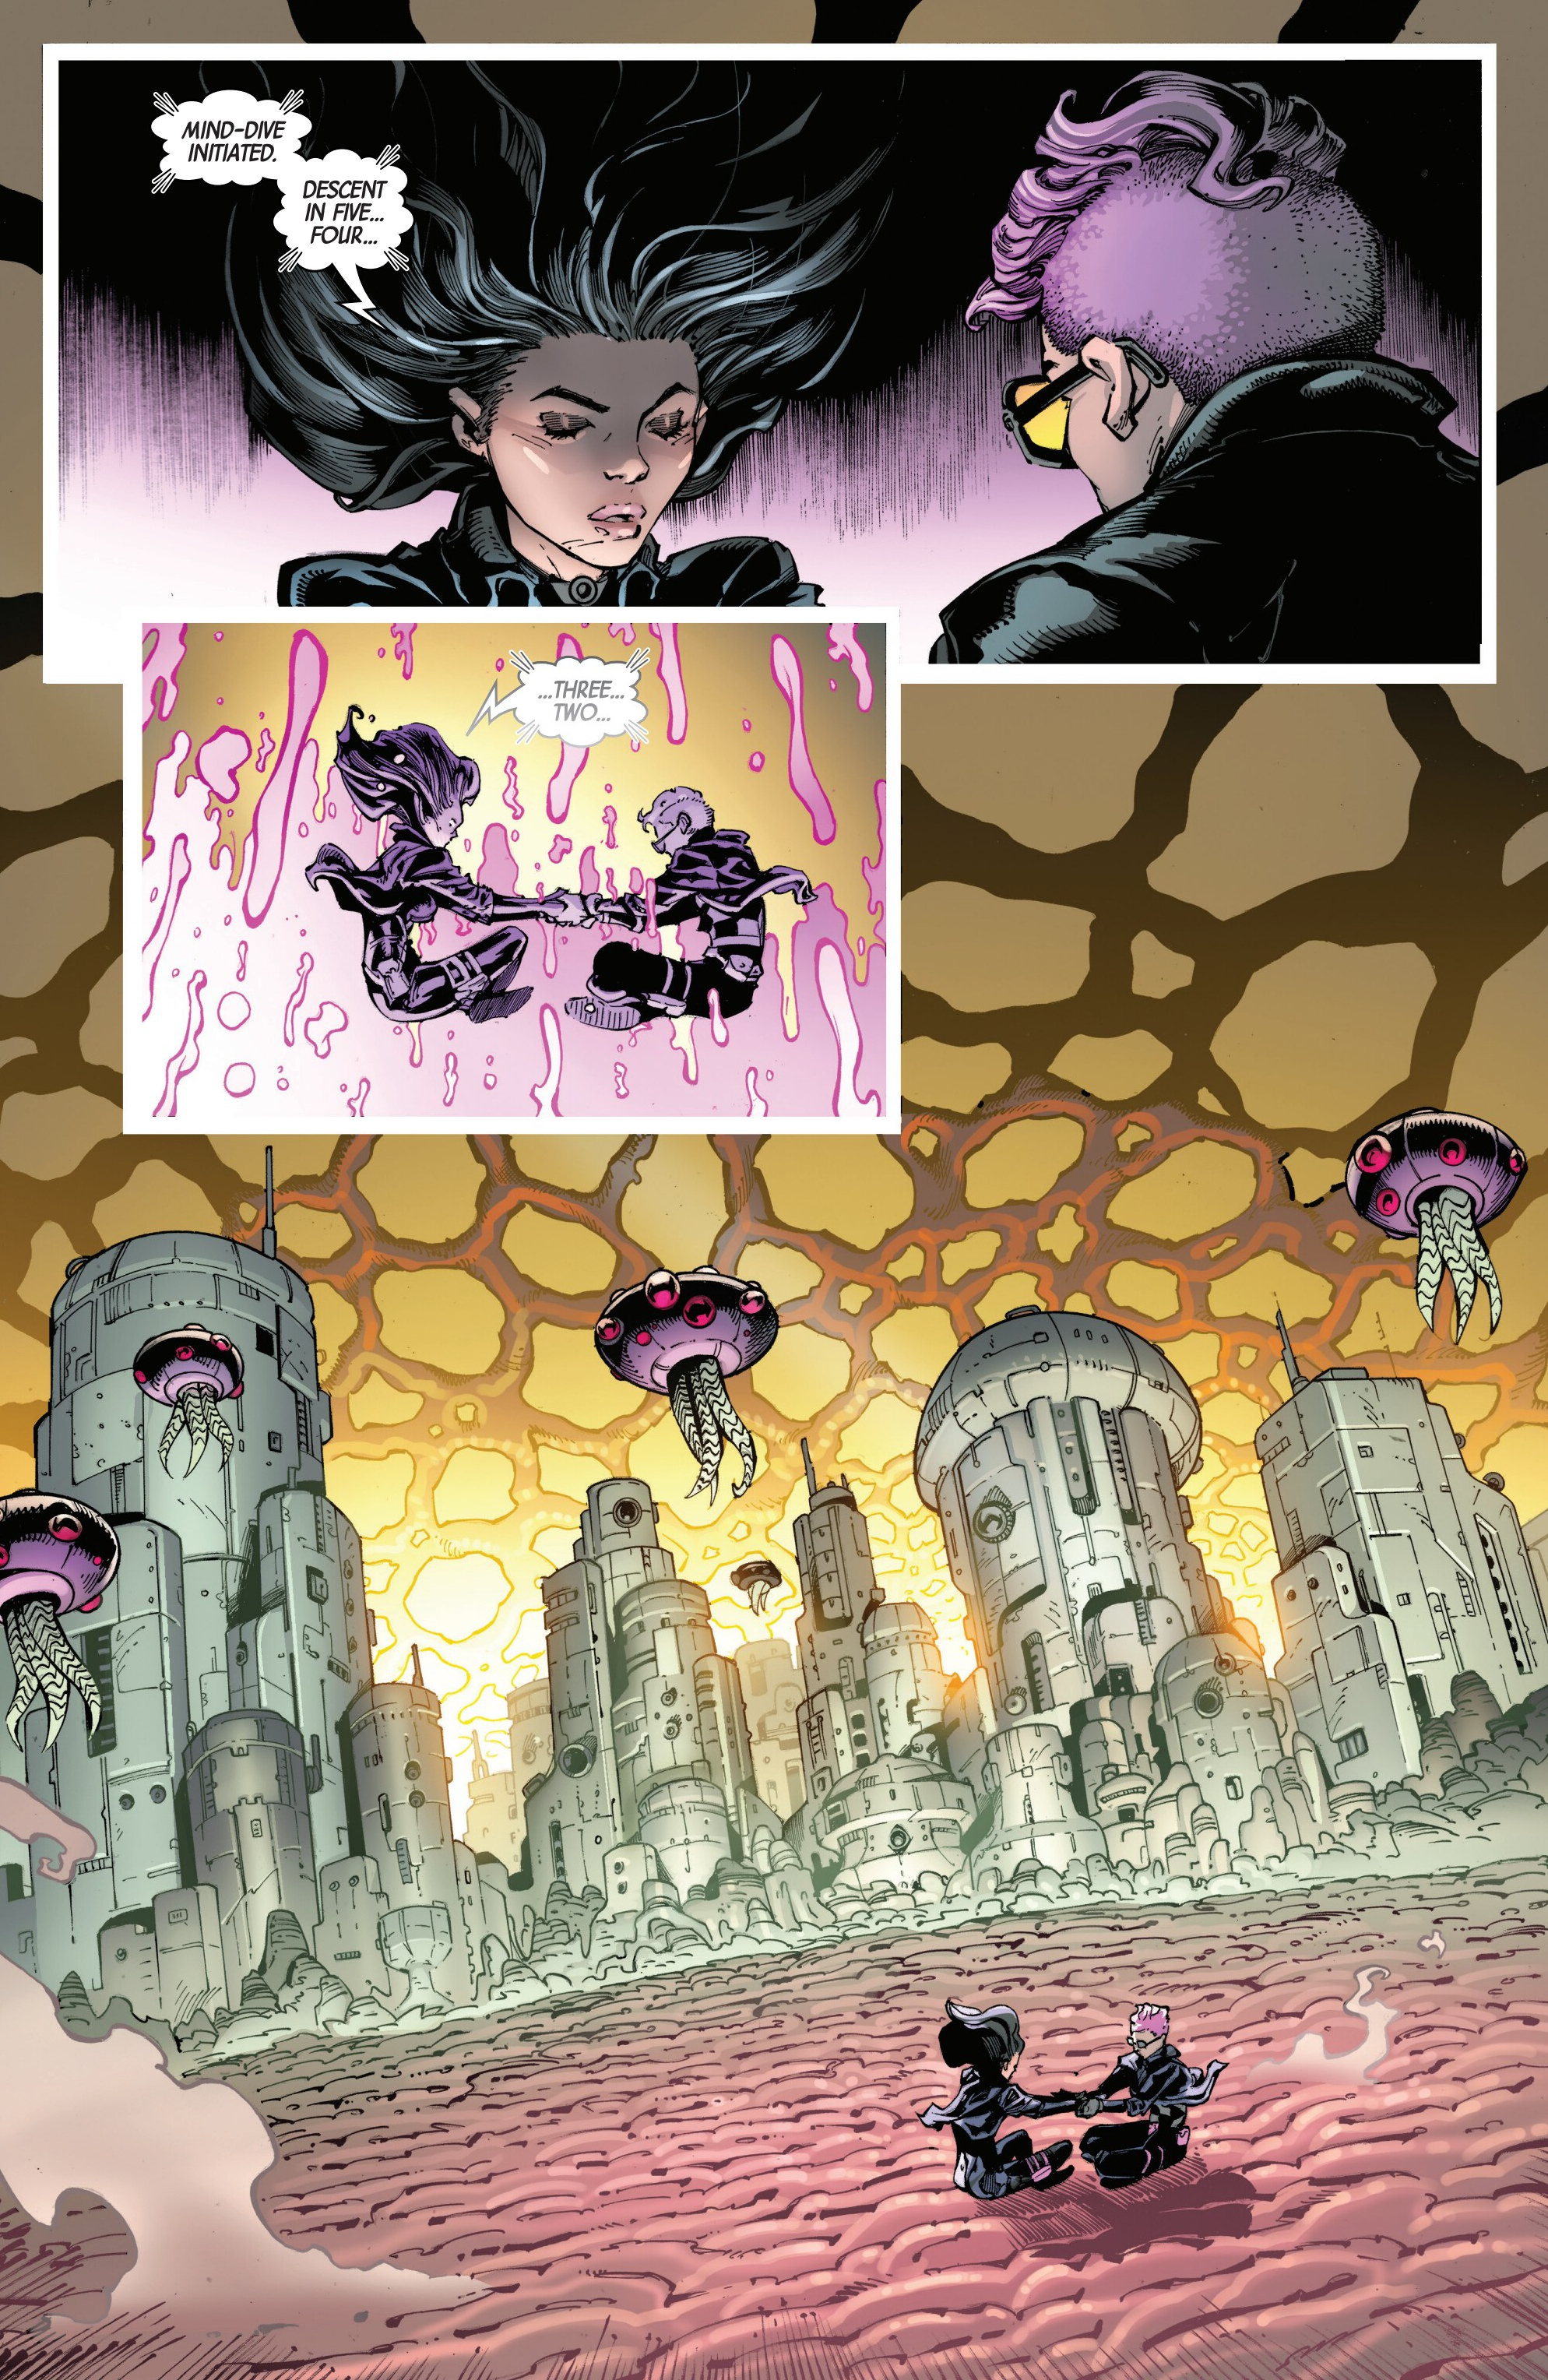 MIND-DIVE
INITIATED.
DESCENT
IN FIVE...
FOUR...
...THREE...
TWO...